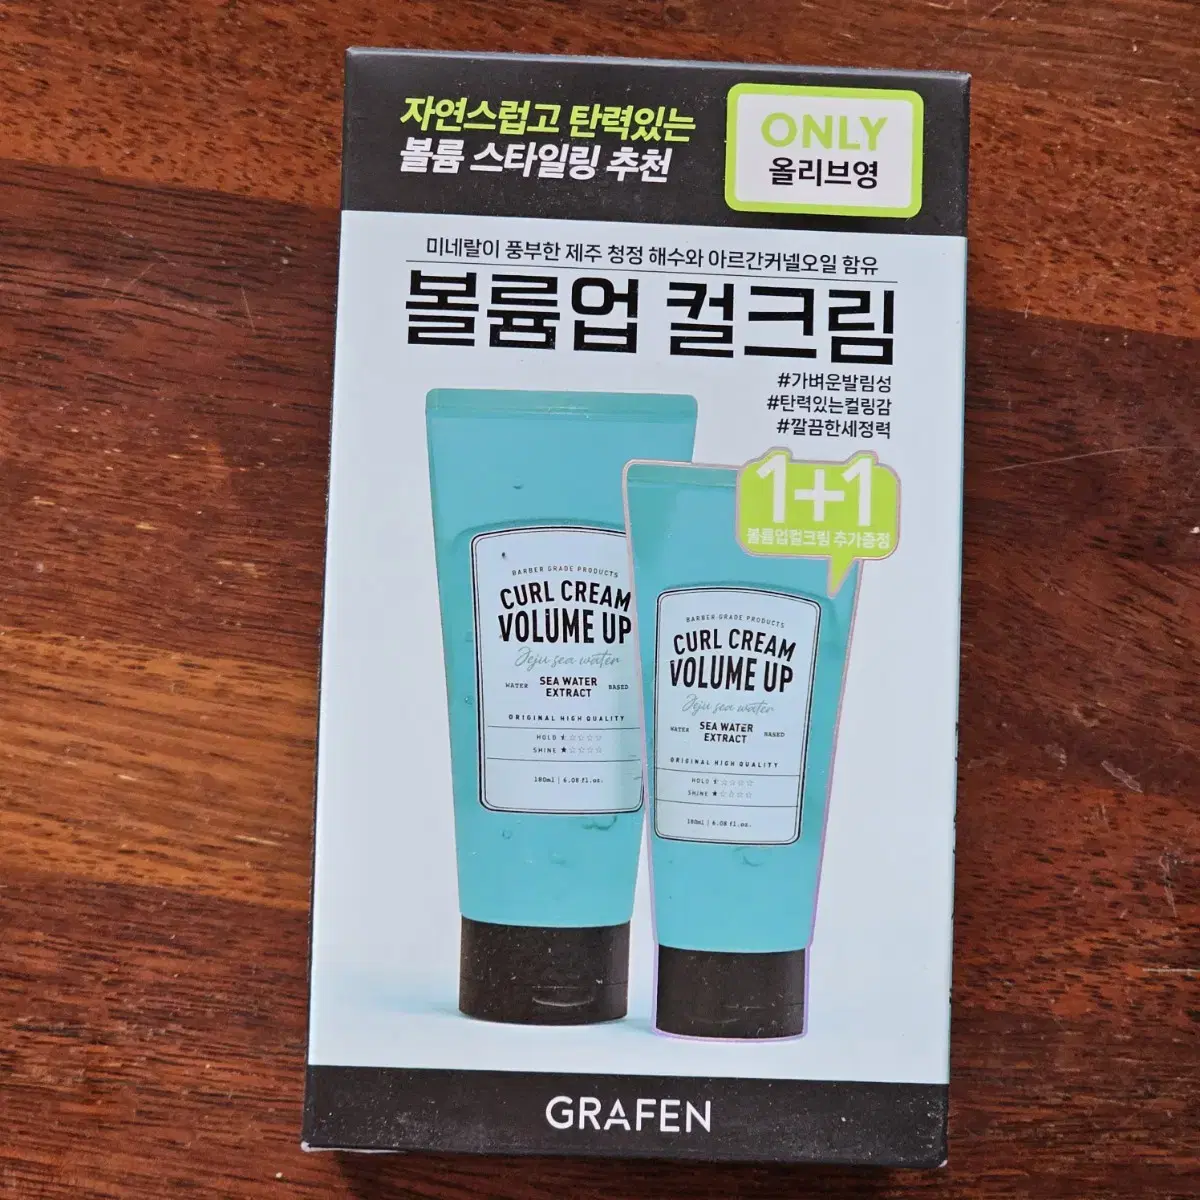 자연스럽고 탄력있는
볼륨 스타일링 추천
ONLY
올리브영
미네랄이 풍부한 제주 청정 해수와 아르간커넬오일 함유
볼륨업 컬크림
#가벼운발림성
#탄력있는컬링감
#깔끔한세정력
1+1
볼륨업컬크림 추가증정
BARBER GRADE PRODUCTS
CURL CREAM
VOLUME UP
Jeju sea water
WATER SEA WATER EXTRACT BASED
ORIGINAL HIGH QUALITY
HOLD
SHINE ★☆☆☆☆
180ml | 6.08 fl.oz.
BARBER GRADE PRODUCTS
CURL CREAM
VOLUME UP
Jeju sea water
WATER SEA WATER EXTRACT BASED
ORIGINAL HIGH QUALITY
HOLD
SHINE ★☆☆☆☆
180ml | 6.08 fl.oz.
GRAFEN